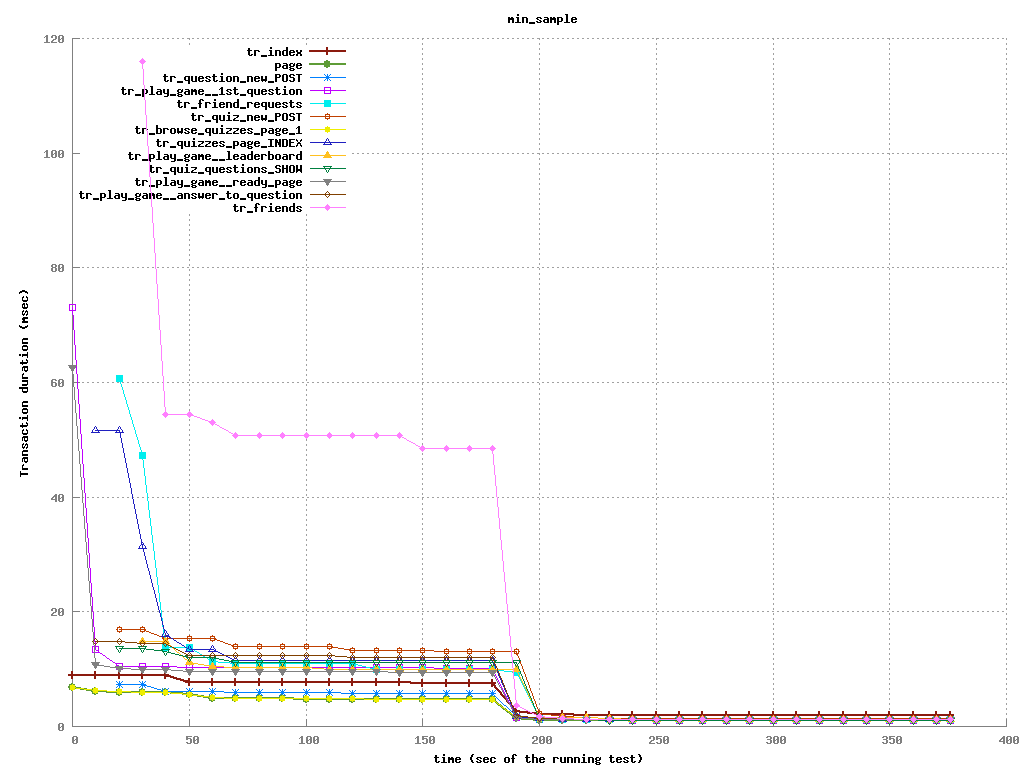 min_sample
120
100
80
60
40
20
0
Transaction duration (msec)
tr_index
page
tr_question_new_POST
tr_play_game__1st_question
tr_friend_requests
tr_quiz_new_POST
tr_browse_quizzes_page_1
tr_quizzes_page_INDEX
tr_play_game__leaderboard
tr_quiz_questions_SHOW
tr_play_game__ready_page
tr_play_game__answer_to_question
tr_friends
0 50 100 150 200 250 300 350 400
time (sec of the running test)